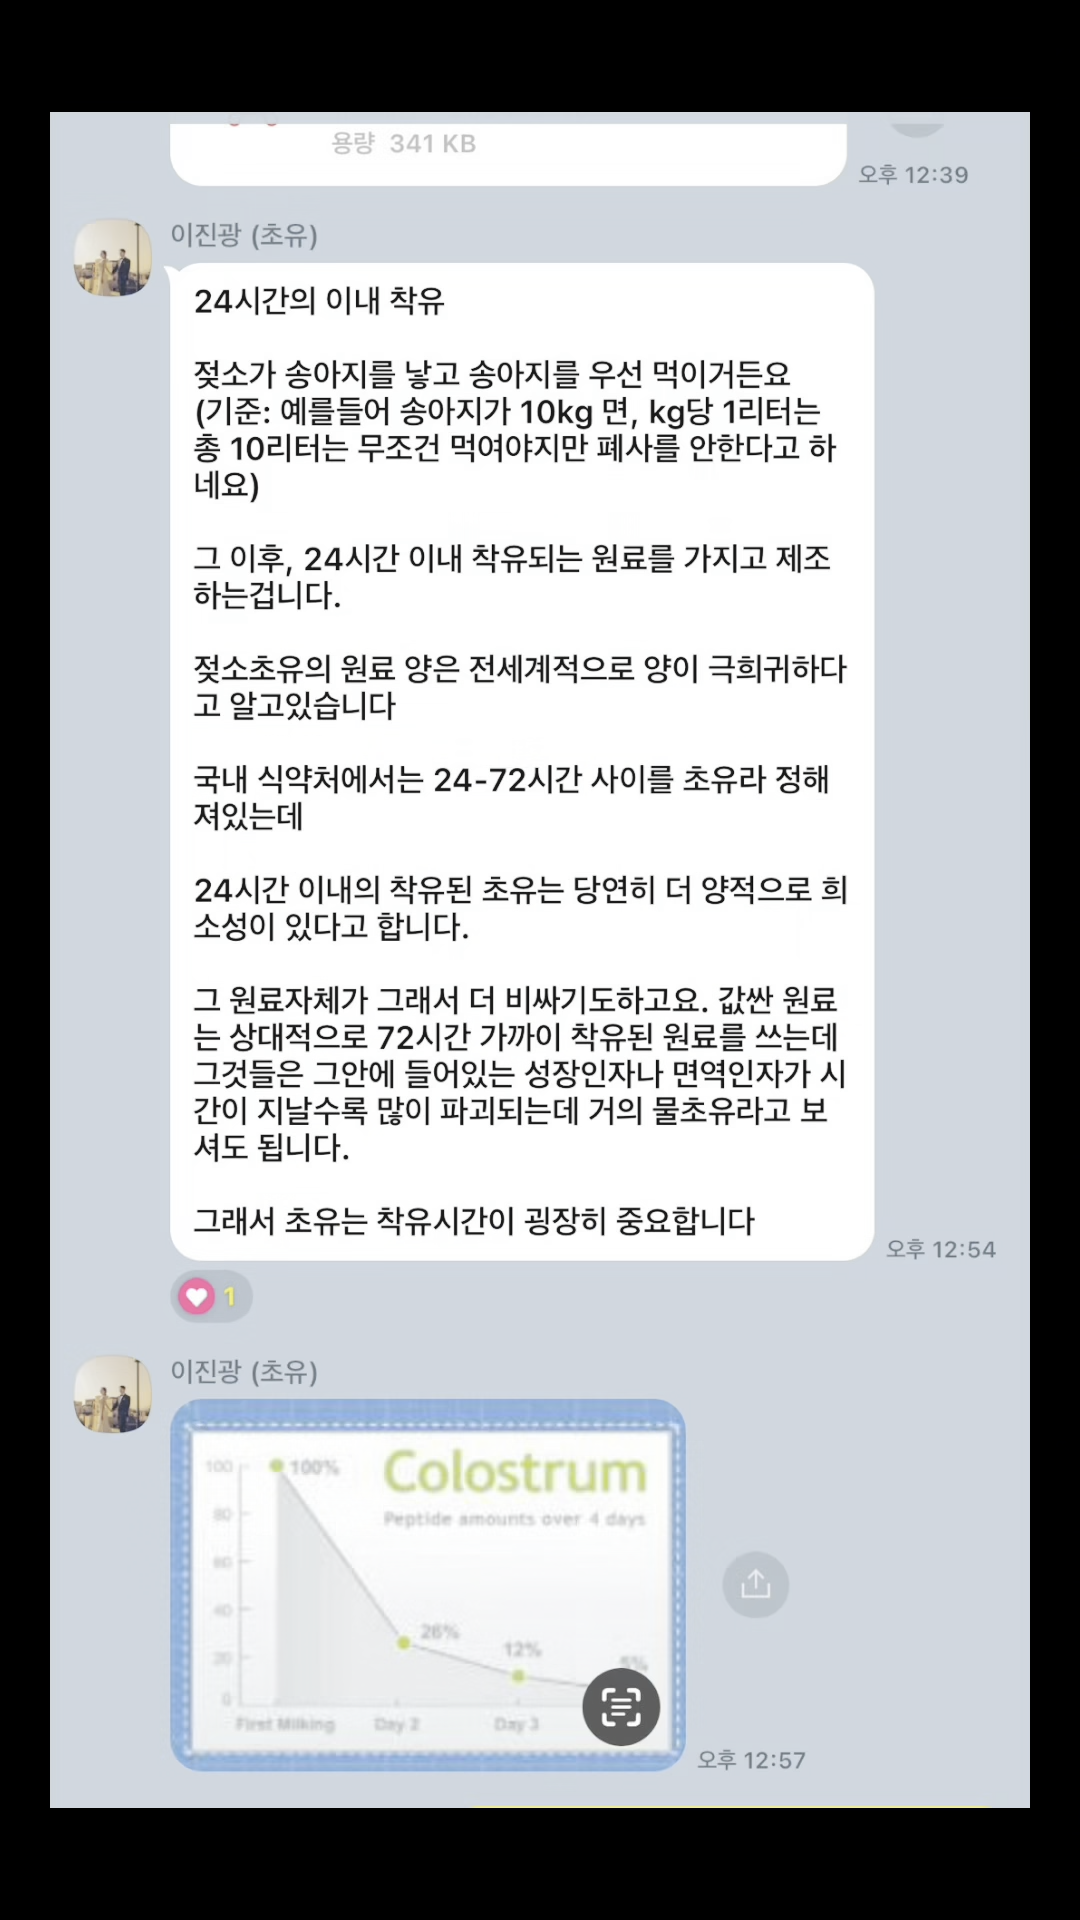 용량 341 KB
오후 12:39
이진광 (초유)
24시간의 이내 착유
젖소가 송아지를 낳고 송아지를 우선 먹이거든요
(기준: 예를들어 송아지가 10kg 면, kg당 1리터는
총 10리터는 무조건 먹여야지만 폐사를 안한다고 하
네요)
그 이후, 24시간 이내 착유되는 원료를 가지고 제조
하는겁니다.
젖소초유의 원료 양은 전세계적으로 양이 극희귀하다
고 알고있습니다
국내 식약처에서는 24-72시간 사이를 초유라 정해
져있는데
24시간 이내의 착유된 초유는 당연히 더 양적으로 희
소성이 있다고 합니다.
그 원료자체가 그래서 더 비싸기도하고요. 값싼 원료
는 상대적으로 72시간 가까이 착유된 원료를 쓰는데
그것들은 그안에 들어있는 성장인자나 면역인자가 시
간이 지날수록 많이 파괴되는데 거의 물초유라고 보
셔도 됩니다.
그래서 초유는 착유시간이 굉장히 중요합니다
오후 12:54
1
이진광 (초유)
Colostrum
Peptide amounts over 4 days
100
80
60
40
20
0
100%
26%
12%
5%
First Milking Day 2 Day 3
오후 12:57